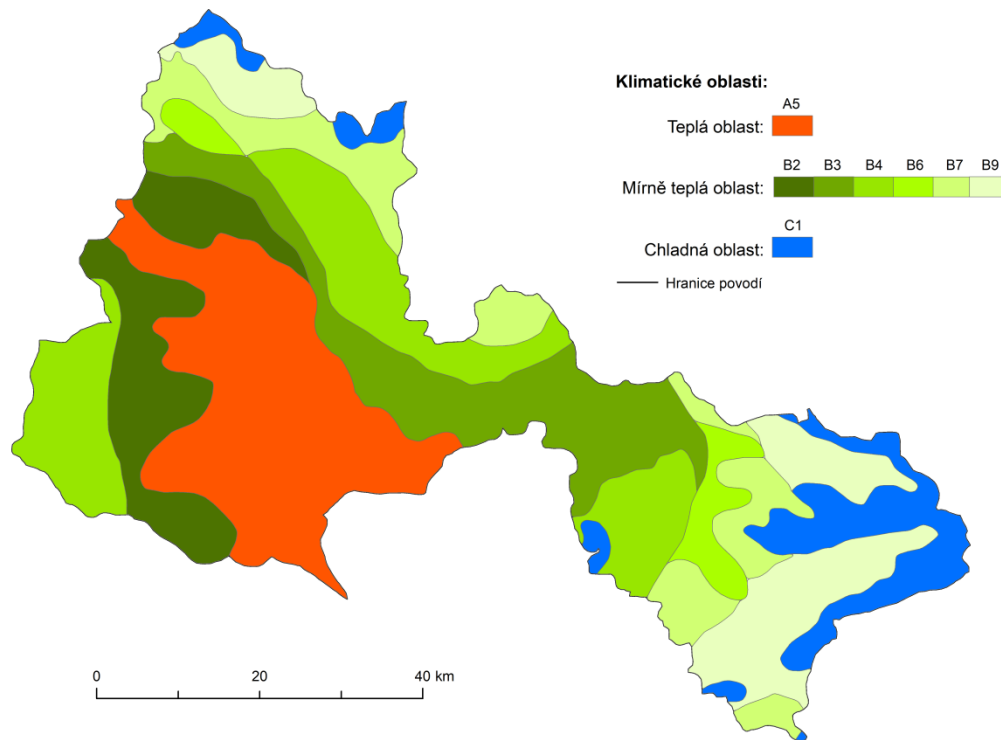 Klimatické oblasti:
A5
Teplá oblast:
B2 B3 B4 B6 B7 B9
Mírně teplá oblast:
C1
Chladná oblast:
Hranice povodí
0 20 40 km